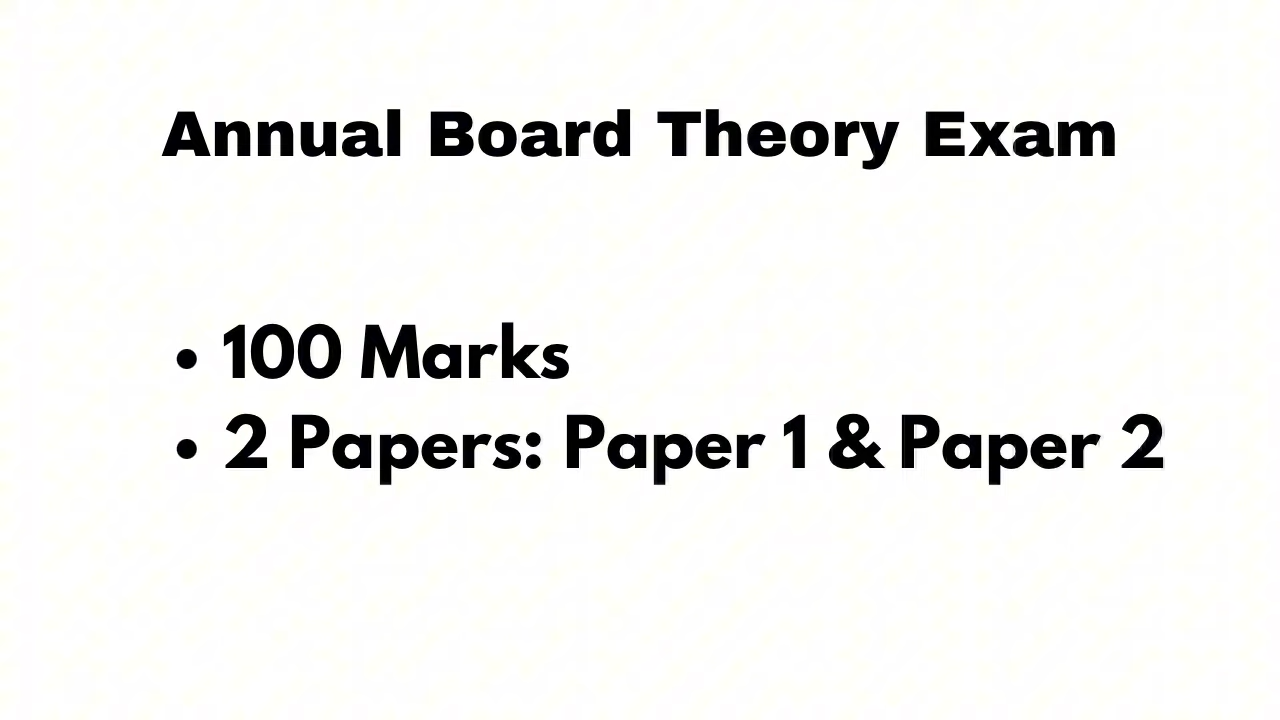 Annual Board Theory Exam
• 100 Marks
• 2 Papers: Paper 1 & Paper 2